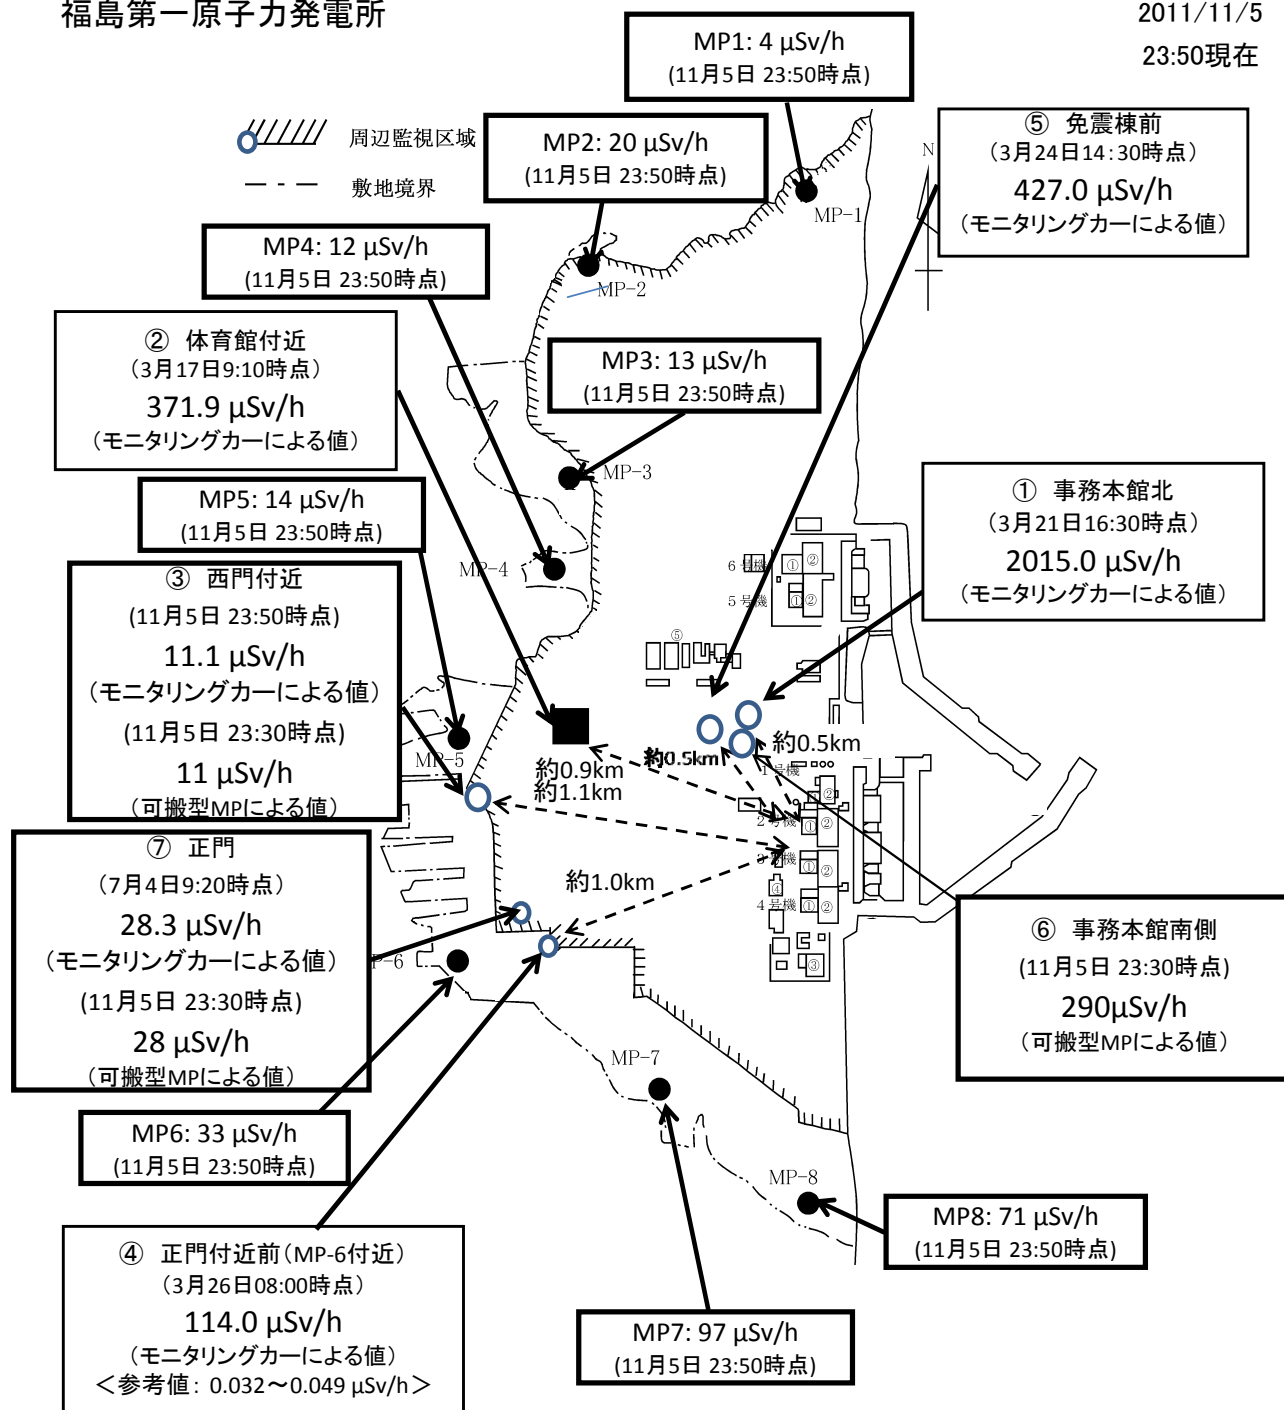 福島第一原子力発電所
2011/11/5
23:50現在
MP1: 4 μSv/h
(11月5日 23:50時点)
周辺監視区域
敷地境界
MP2: 20 μSv/h
(11月5日 23:50時点)
⑤ 免震棟前
(3月24日14:30時点)
427.0 μSv/h
(モニタリングカーによる値)
N
MP-1
MP4: 12 μSv/h
(11月5日 23:50時点)
MP-2
② 体育館付近
(3月17日9:10時点)
371.9 μSv/h
(モニタリングカーによる値)
MP3: 13 μSv/h
(11月5日 23:50時点)
MP-3
① 事務本館北
(3月21日16:30時点)
2015.0 μSv/h
(モニタリングカーによる値)
MP5: 14 μSv/h
(11月5日 23:50時点)
MP-4
6号機
① ②
5号機
① ②
③ 西門付近
(11月5日 23:50時点)
11.1 μSv/h
(モニタリングカーによる値)
(11月5日 23:30時点)
11 μSv/h
(可搬型MPによる値)
⑤
MP-5
約0.9km
約1.1km
約0.5km
約0.5km
1号機
① ②
2号機
① ②
3号機
① ②
④
4号機
① ②
③
約1.0km
⑦ 正門
(7月4日9:20時点)
28.3 μSv/h
(モニタリングカーによる値)
(11月5日 23:30時点)
28 μSv/h
(可搬型MPによる値)
P-6
⑥ 事務本館南側
(11月5日 23:30時点)
290μSv/h
(可搬型MPによる値)
MP-7
MP6: 33 μSv/h
(11月5日 23:50時点)
MP-8
MP8: 71 μSv/h
(11月5日 23:50時点)
④ 正門付近前(MP-6付近)
(3月26日08:00時点)
114.0 μSv/h
(モニタリングカーによる値)
<参考値: 0.032〜0.049 μSv/h>
MP7: 97 μSv/h
(11月5日 23:50時点)